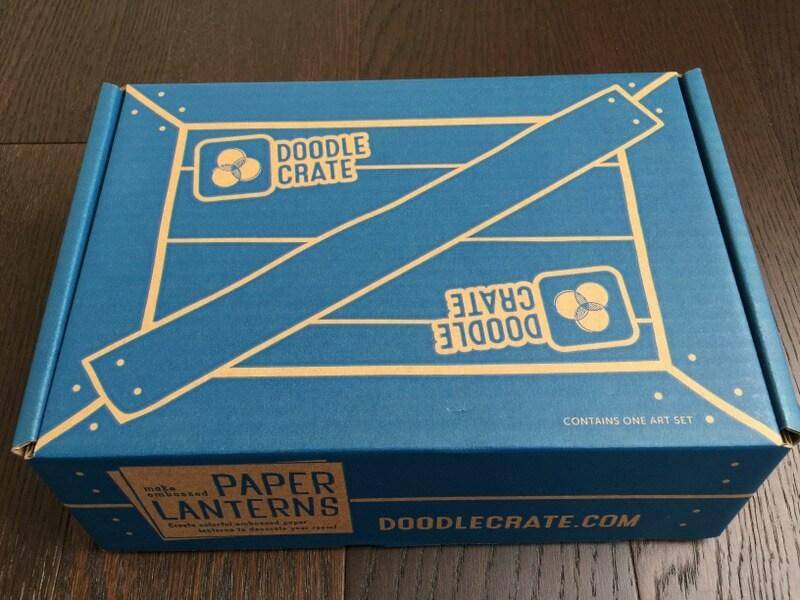 DOODLE
CRATE
DOODLE
CRATE
CONTAINS ONE ART SET
make
embossed
PAPER
LANTERNS
Create colorful embossed paper
lanterns to decorate your room!
DOODLECRATE.COM